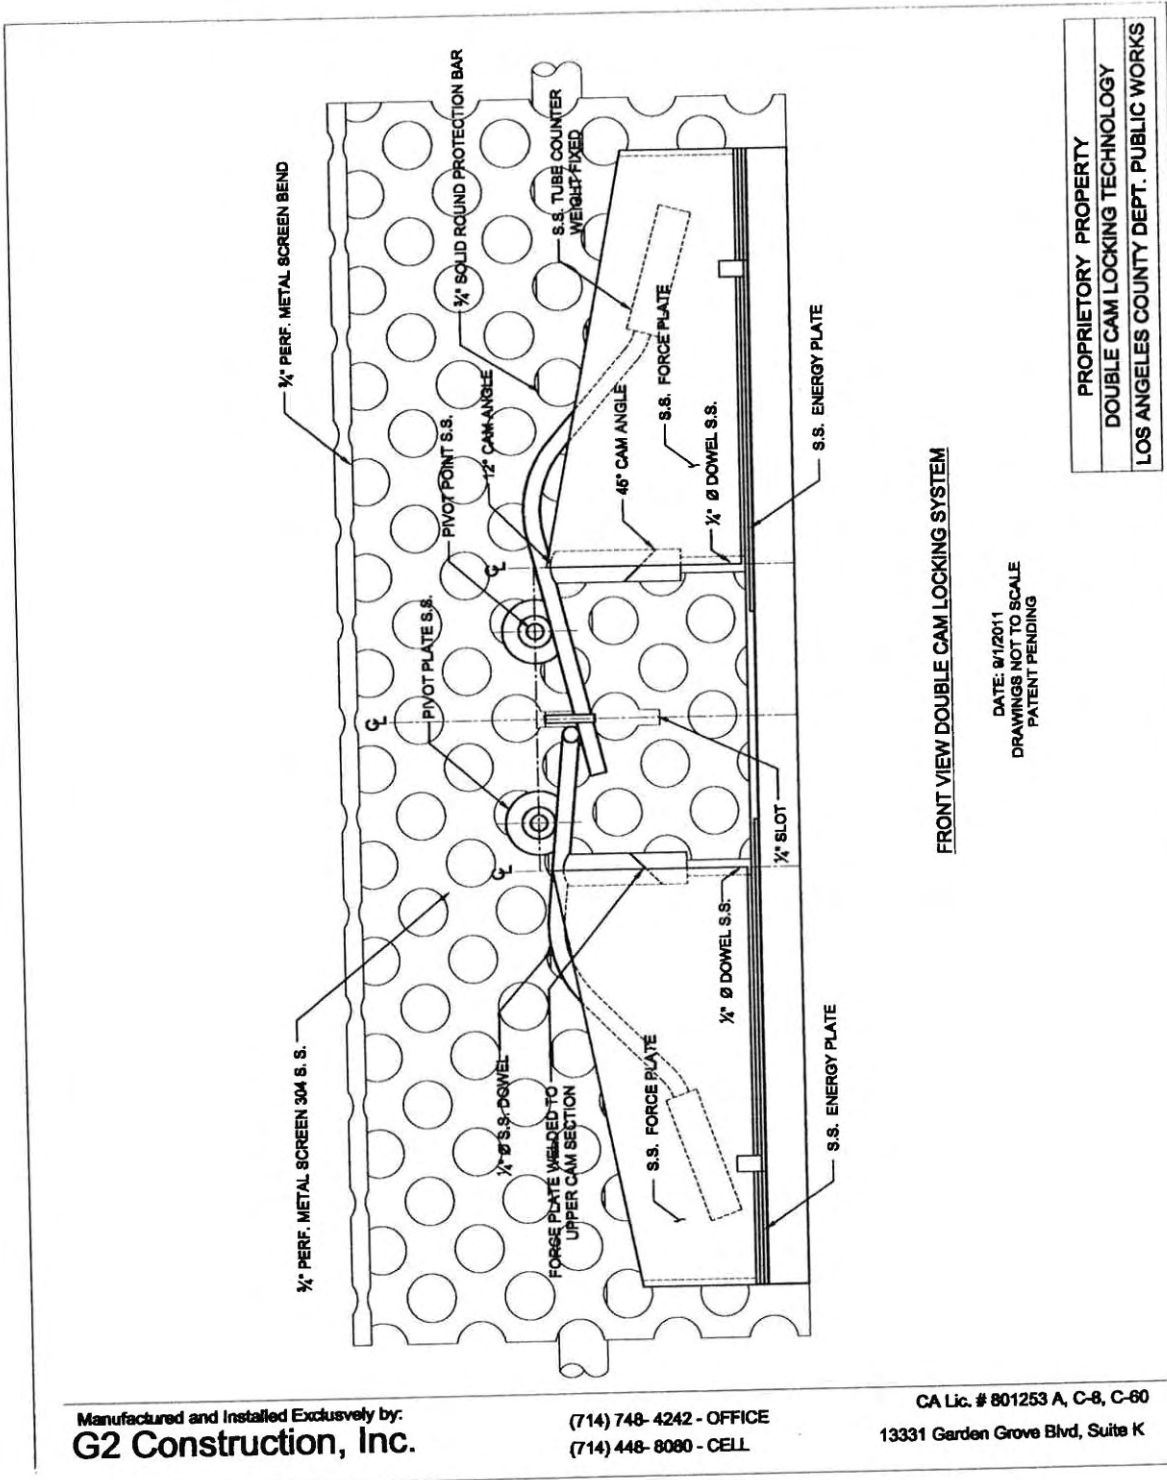 ¾" PERF. METAL SCREEN BEND
¾" SOLID ROUND PROTECTION BAR
S.S. TUBE COUNTER
WEIGHT FIXED
¾" PERF. METAL SCREEN 304 S. S.
PIVOT PLATE S.S.
PIVOT POINT S.S.
12° CAM ANGLE
℄
℄
℄
¼" Ø S.S. DOWEL
FORGE PLATE WELDED TO
UPPER CAM SECTION
S.S. FORCE PLATE
45° CAM ANGLE
S.S. FORCE PLATE
¼" Ø DOWEL S.S.
¼" Ø DOWEL S.S.
¼" SLOT
S.S. ENERGY PLATE
S.S. ENERGY PLATE
FRONT VIEW DOUBLE CAM LOCKING SYSTEM
DATE: 9/1/2011
DRAWINGS NOT TO SCALE
PATENT PENDING
PROPRIETORY PROPERTY
DOUBLE CAM LOCKING TECHNOLOGY
LOS ANGELES COUNTY DEPT. PUBLIC WORKS
Manufactured and Installed Exclusvely by:
G2 Construction, Inc.
(714) 748- 4242 - OFFICE
(714) 448- 8080 - CELL
CA Lic. # 801253 A, C-8, C-60
13331 Garden Grove Blvd, Suite K